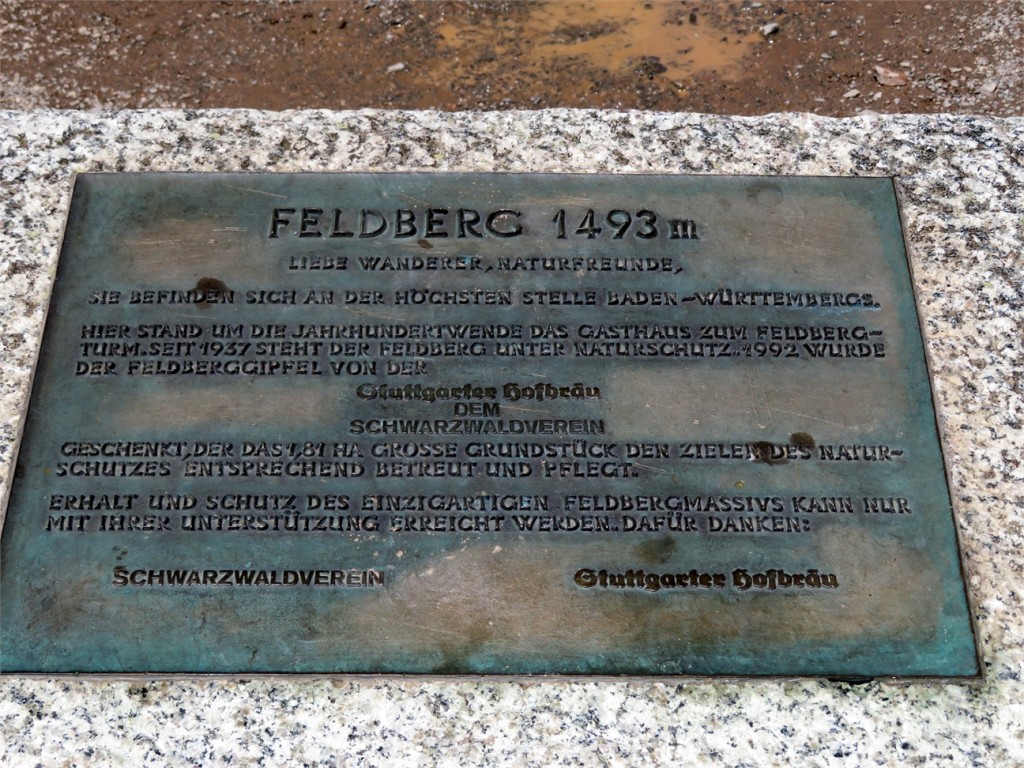 FELDBERG 1493 m
LIEBE WANDERER, NATURFREUNDE,
SIE BEFINDEN SICH AN DER HÖCHSTEN STELLE BADEN-WÜRTTEMBERGS.
HIER STAND UM DIE JAHRHUNDERTWENDE DAS GASTHAUS ZUM FELDBERG-
TURM. SEIT 1937 STEHT DER FELDBERG UNTER NATURSCHUTZ. 1992 WURDE
DER FELDBERGGIPFEL VON DER
Stuttgarter Hofbräu
DEM
SCHWARZWALDVEREIN
GESCHENKT, DER DAS 1,81 HA GROSSE GRUNDSTÜCK DEN ZIELEN DES NATUR-
SCHUTZES ENTSPRECHEND BETREUT UND PFLEGT.
ERHALT UND SCHUTZ DES EINZIGARTIGEN FELDBERGMASSIVS KANN NUR
MIT IHRER UNTERSTÜTZUNG ERREICHT WERDEN. DAFÜR DANKEN:
SCHWARZWALDVEREIN Stuttgarter Hofbräu